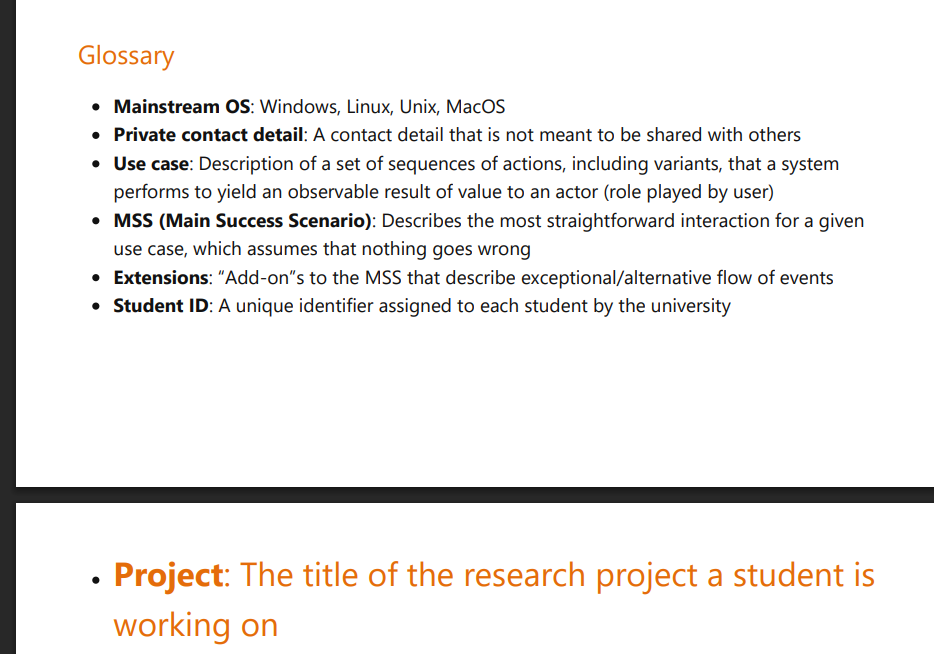 Glossary
• Mainstream OS: Windows, Linux, Unix, MacOS
• Private contact detail: A contact detail that is not meant to be shared with others
• Use case: Description of a set of sequences of actions, including variants, that a system
performs to yield an observable result of value to an actor (role played by user)
• MSS (Main Success Scenario): Describes the most straightforward interaction for a given
use case, which assumes that nothing goes wrong
• Extensions: “Add-on”s to the MSS that describe exceptional/alternative flow of events
• Student ID: A unique identifier assigned to each student by the university
• Project: The title of the research project a student is
working on